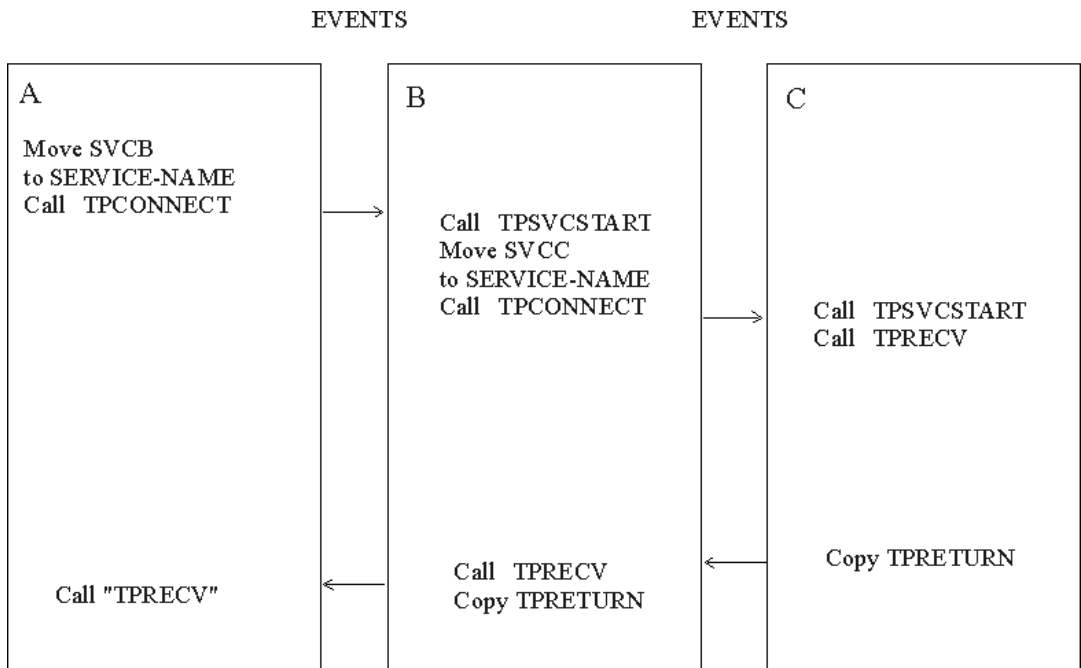 EVENTS
EVENTS
A
Move SVCB
to SERVICE-NAME
Call TPCONNECT
B
Call TPSVCSTART
Move SVCC
to SERVICE-NAME
Call TPCONNECT
Call TPRECV
Copy TPRETURN
C
Call TPSVCSTART
Call TPRECV
Copy TPRETURN
Call "TPRECV"